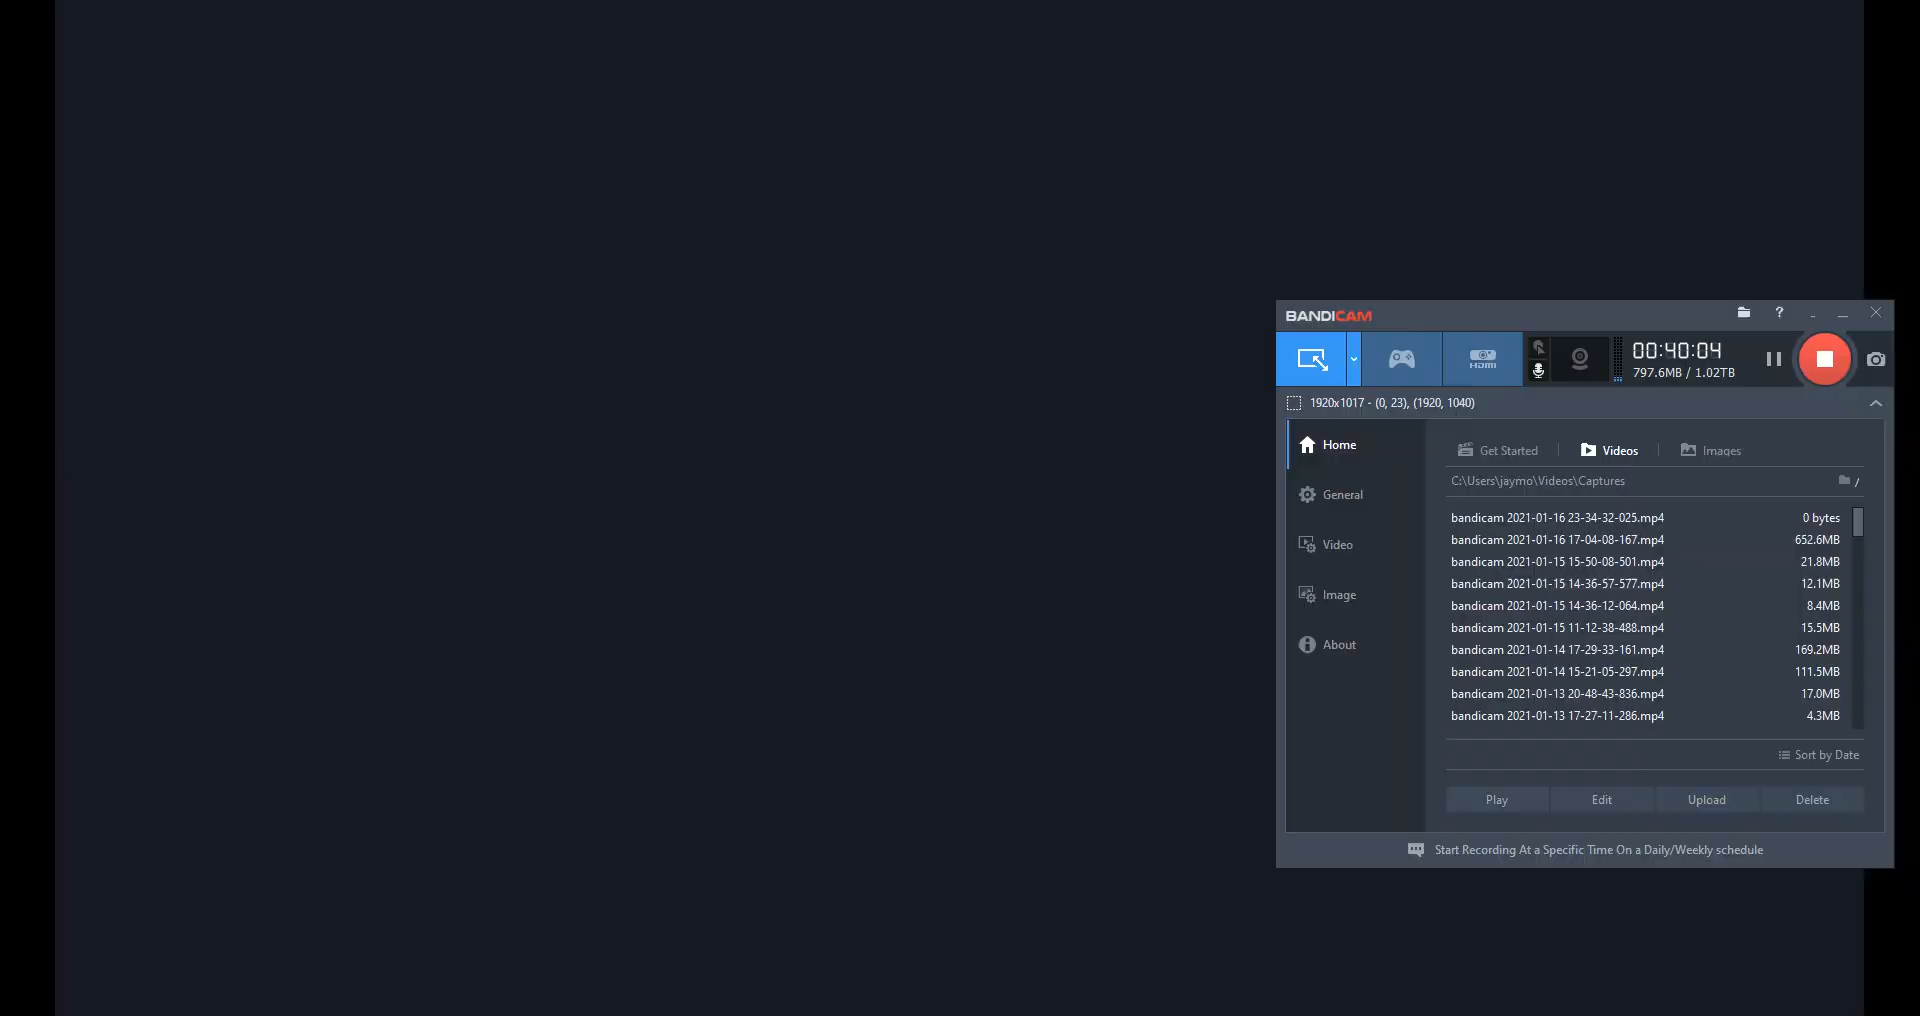 BANDICAM
?
HDMI
00:40:04
797.6MB / 1.02TB
1920x1017 - (0, 23), (1920, 1040)
Home
General
Video
Image
About
Get Started
Videos
Images
C:\Users\jaymo\Videos\Captures
/
bandicam 2021-01-16 23-34-32-025.mp4 0 bytes
bandicam 2021-01-16 17-04-08-167.mp4 652.6MB
bandicam 2021-01-15 15-50-08-501.mp4 21.8MB
bandicam 2021-01-15 14-36-57-577.mp4 12.1MB
bandicam 2021-01-15 14-36-12-064.mp4 8.4MB
bandicam 2021-01-15 11-12-38-488.mp4 15.5MB
bandicam 2021-01-14 17-29-33-161.mp4 169.2MB
bandicam 2021-01-14 15-21-05-297.mp4 111.5MB
bandicam 2021-01-13 20-48-43-836.mp4 17.0MB
bandicam 2021-01-13 17-27-11-286.mp4 4.3MB
Sort by Date
Play Edit Upload Delete
Start Recording At a Specific Time On a Daily/Weekly schedule